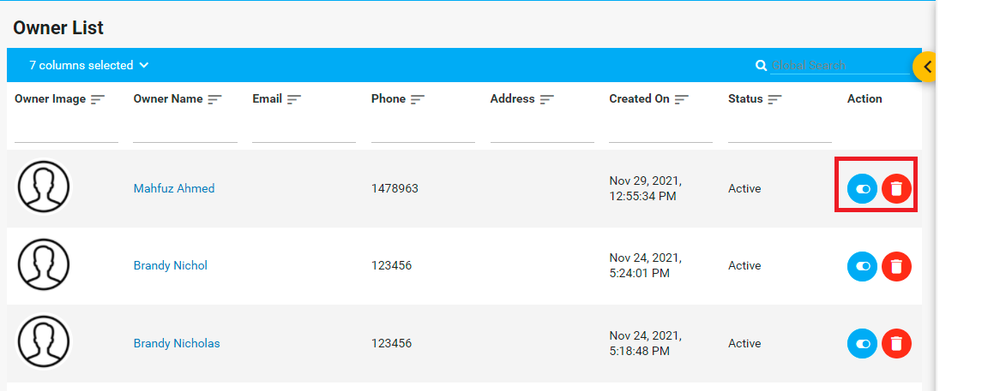 Owner List
7 columns selected
Global Search
Owner Image Owner Name Email Phone Address Created On Status Action
Mahfuz Ahmed 1478963 Nov 29, 2021, 12:55:34 PM Active
Brandy Nichol 123456 Nov 24, 2021, 5:24:01 PM Active
Brandy Nicholas 123456 Nov 24, 2021, 5:18:48 PM Active